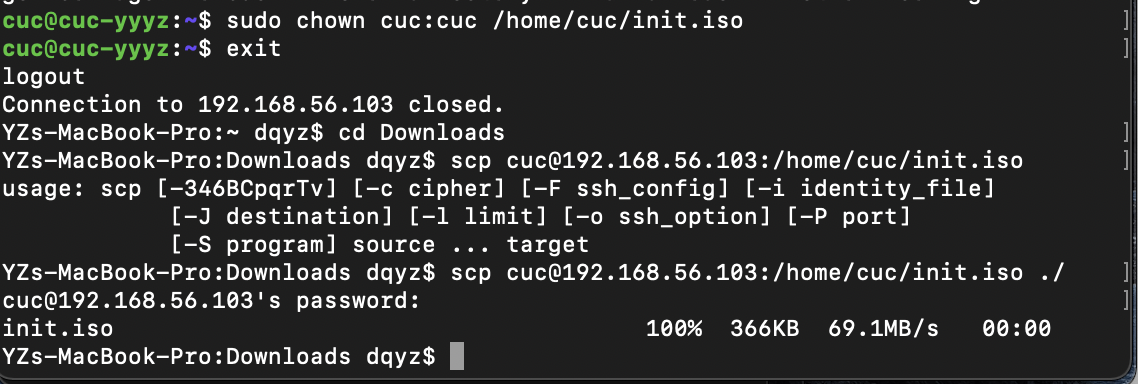 cuc@cuc-yyyz:~$ sudo chown cuc:cuc /home/cuc/init.iso ]
cuc@cuc-yyyz:~$ exit ]
logout
Connection to 192.168.56.103 closed.
YZs-MacBook-Pro:~ dqyz$ cd Downloads ]
YZs-MacBook-Pro:Downloads dqyz$ scp cuc@192.168.56.103:/home/cuc/init.iso ]
usage: scp [-346BCpqrTv] [-c cipher] [-F ssh_config] [-i identity_file]
[-J destination] [-l limit] [-o ssh_option] [-P port]
[-S program] source ... target
YZs-MacBook-Pro:Downloads dqyz$ scp cuc@192.168.56.103:/home/cuc/init.iso ./ ]
cuc@192.168.56.103's password: ]
init.iso 100% 366KB 69.1MB/s 00:00
YZs-MacBook-Pro:Downloads dqyz$